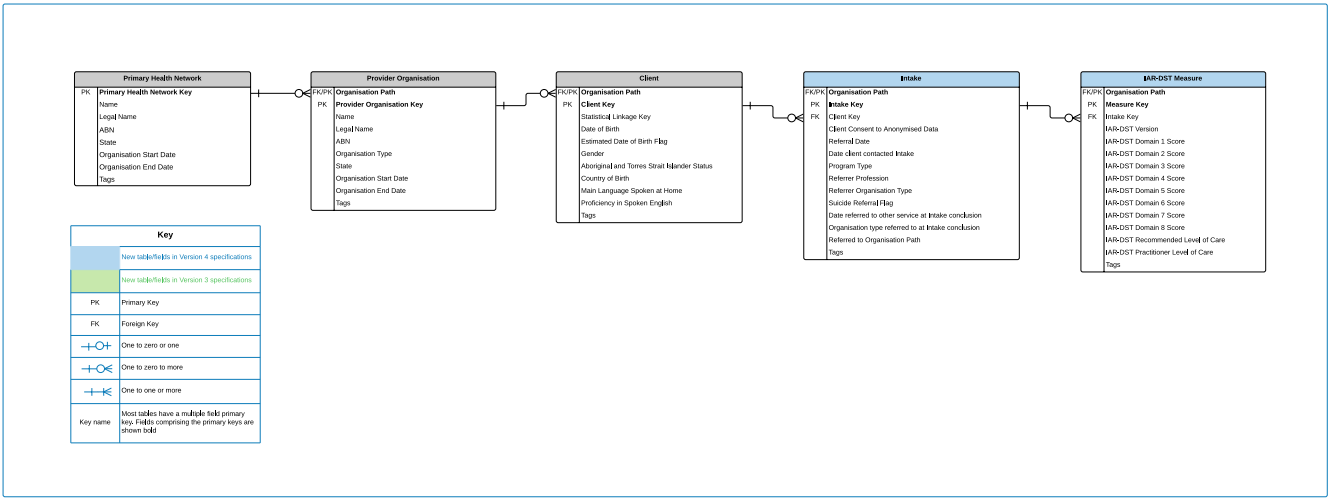 Primary Health Network
PK Primary Health Network Key
Name
Legal Name
ABN
State
Organisation Start Date
Organisation End Date
Tags
Provider Organisation
FK/PK Organisation Path
PK Provider Organisation Key
Name
Legal Name
ABN
Organisation Type
State
Organisation Start Date
Organisation End Date
Tags
Client
FK/PK Organisation Path
PK Client Key
Statistical Linkage Key
Date of Birth
Estimated Date of Birth Flag
Gender
Aboriginal and Torres Strait Islander Status
Country of Birth
Main Language Spoken at Home
Proficiency in Spoken English
Tags
Intake
FK/PK Organisation Path
PK Intake Key
FK Client Key
Client Consent to Anonymised Data
Referral Date
Date client contacted Intake
Program Type
Referrer Profession
Referrer Organisation Type
Suicide Referral Flag
Date referred to other service at Intake conclusion
Organisation type referred to at Intake conclusion
Referred to Organisation Path
Tags
IAR-DST Measure
FK/PK Organisation Path
PK Measure Key
FK Intake Key
IAR-DST Version
IAR-DST Domain 1 Score
IAR-DST Domain 2 Score
IAR-DST Domain 3 Score
IAR-DST Domain 4 Score
IAR-DST Domain 5 Score
IAR-DST Domain 6 Score
IAR-DST Domain 7 Score
IAR-DST Domain 8 Score
IAR-DST Recommended Level of Care
IAR-DST Practitioner Level of Care
Tags
Key
New table/fields in Version 4 specifications
New table/fields in Version 3 specifications
PK Primary Key
FK Foreign Key
One to zero or one
One to zero to more
One to one or more
Key name
Most tables have a multiple field primary
key. Fields comprising the primary keys are
shown bold